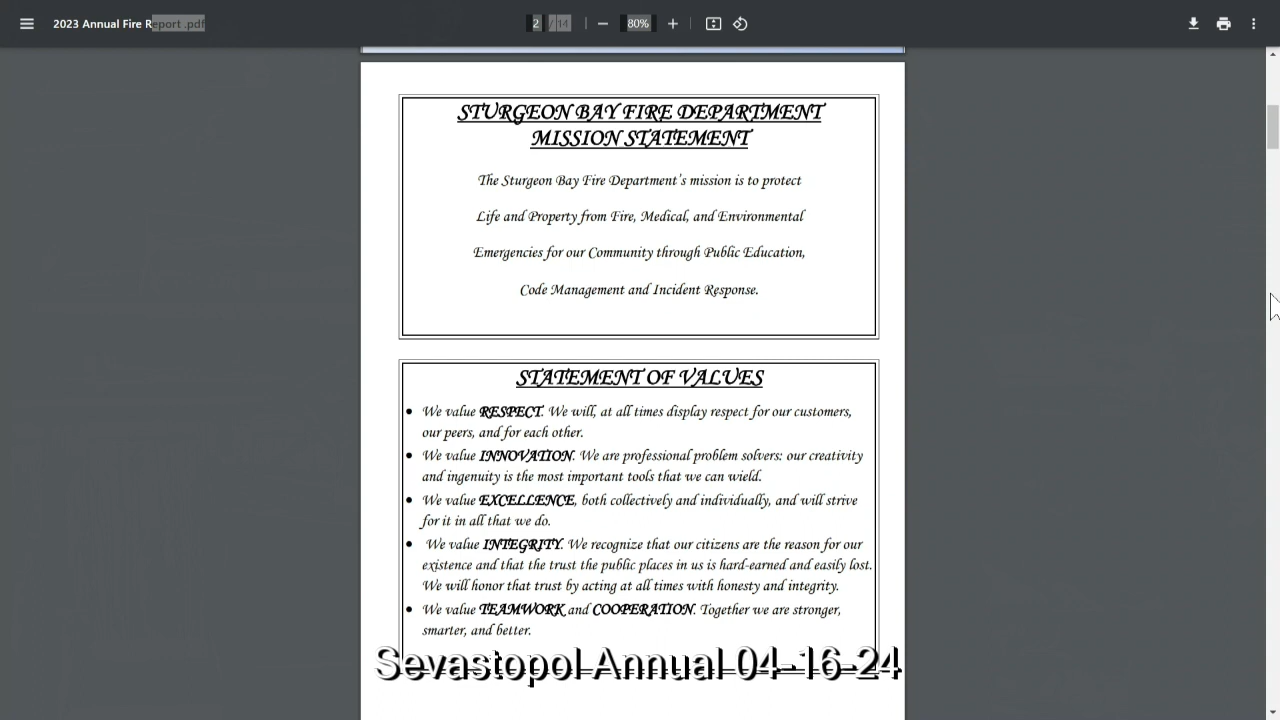 2023 Annual Fire Report .pdf
2 / 14
80%
STURGEON BAY FIRE DEPARTMENT
MISSION STATEMENT
The Sturgeon Bay Fire Department's mission is to protect
Life and Property from Fire, Medical, and Environmental
Emergencies for our Community through Public Education,
Code Management and Incident Response.
STATEMENT OF VALUES
• We value RESPECT. We will, at all times display respect for our customers,
our peers, and for each other.
• We value INNOVATION. We are professional problem solvers: our creativity
and ingenuity is the most important tools that we can wield.
• We value EXCELLENCE, both collectively and individually, and will strive
for it in all that we do.
• We value INTEGRITY. We recognize that our citizens are the reason for our
existence and that the trust the public places in us is hard-earned and easily lost.
We will honor that trust by acting at all times with honesty and integrity.
• We value TEAMWORK and COOPERATION. Together we are stronger,
smarter, and better.
Sevastopol Annual 04-16-24